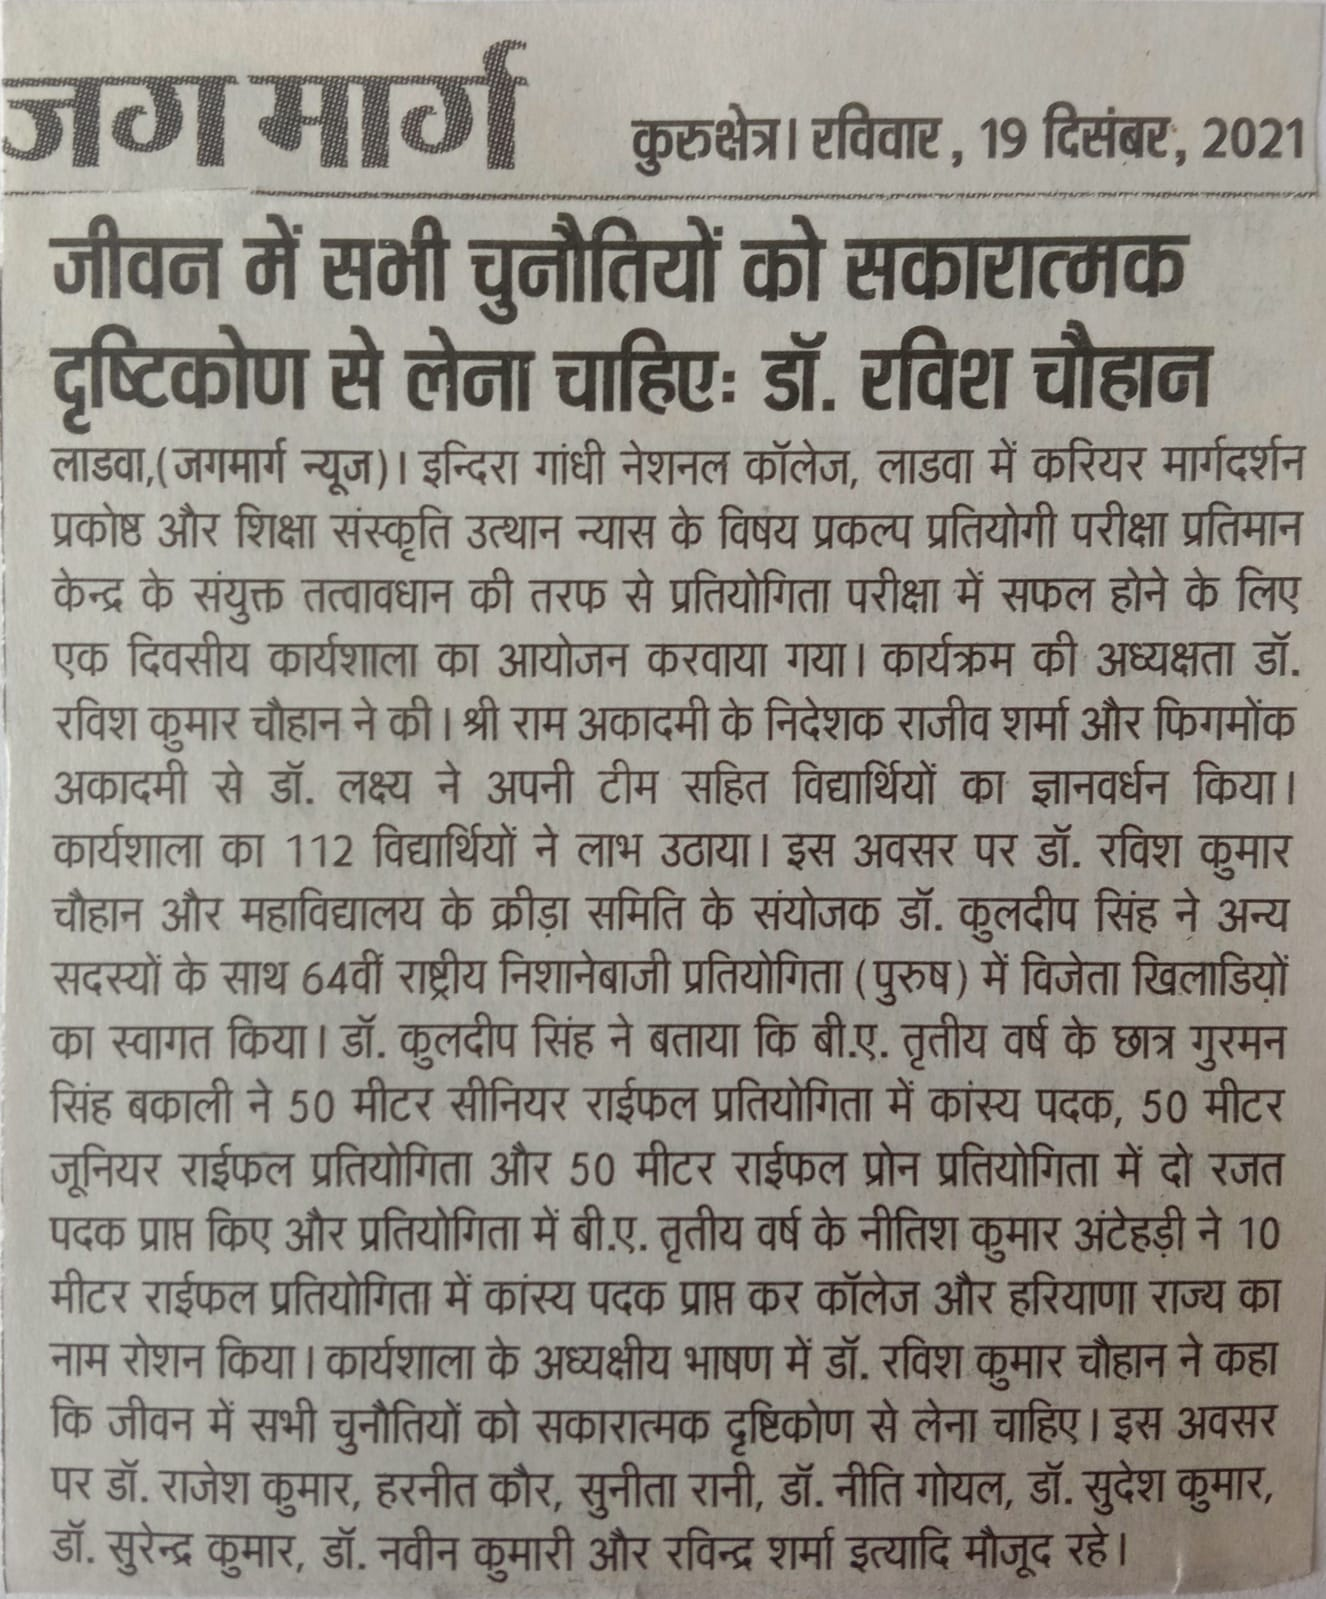 जग मार्ग
कुरुक्षेत्र। रविवार, 19 दिसंबर, 2021
जीवन में सभी चुनौतियों को सकारात्मक
दृष्टिकोण से लेना चाहिएः डॉ. रविश चौहान
लाडवा,(जगमार्ग न्यूज)। इन्दिरा गांधी नेशनल कॉलेज, लाडवा में करियर मार्गदर्शन
प्रकोष्ठ और शिक्षा संस्कृति उत्थान न्यास के विषय प्रकल्प प्रतियोगी परीक्षा प्रतिमान
केन्द्र के संयुक्त तत्वावधान की तरफ से प्रतियोगिता परीक्षा में सफल होने के लिए
एक दिवसीय कार्यशाला का आयोजन करवाया गया। कार्यक्रम की अध्यक्षता डॉ.
रविश कुमार चौहान ने की। श्री राम अकादमी के निदेशक राजीव शर्मा और फिगमोंक
अकादमी से डॉ. लक्ष्य ने अपनी टीम सहित विद्यार्थियों का ज्ञानवर्धन किया।
कार्यशाला का 112 विद्यार्थियों ने लाभ उठाया। इस अवसर पर डॉ. रविश कुमार
चौहान और महाविद्यालय के क्रीड़ा समिति के संयोजक डॉ. कुलदीप सिंह ने अन्य
सदस्यों के साथ 64वीं राष्ट्रीय निशानेबाजी प्रतियोगिता (पुरुष) में विजेता खिलाडिय़ों
का स्वागत किया। डॉ. कुलदीप सिंह ने बताया कि बी.ए. तृतीय वर्ष के छात्र गुरमन
सिंह बकाली ने 50 मीटर सीनियर राईफल प्रतियोगिता में कांस्य पदक, 50 मीटर
जूनियर राईफल प्रतियोगिता और 50 मीटर राईफल प्रोन प्रतियोगिता में दो रजत
पदक प्राप्त किए और प्रतियोगिता में बी.ए. तृतीय वर्ष के नीतिश कुमार अंटेहड़ी ने 10
मीटर राईफल प्रतियोगिता में कांस्य पदक प्राप्त कर कॉलेज और हरियाणा राज्य का
नाम रोशन किया। कार्यशाला के अध्यक्षीय भाषण में डॉ. रविश कुमार चौहान ने कहा
कि जीवन में सभी चुनौतियों को सकारात्मक दृष्टिकोण से लेना चाहिए। इस अवसर
पर डॉ. राजेश कुमार, हरनीत कौर, सुनीता रानी, डॉ. नीति गोयल, डॉ. सुदेश कुमार,
डॉ. सुरेन्द्र कुमार, डॉ. नवीन कुमारी और रविन्द्र शर्मा इत्यादि मौजूद रहे।